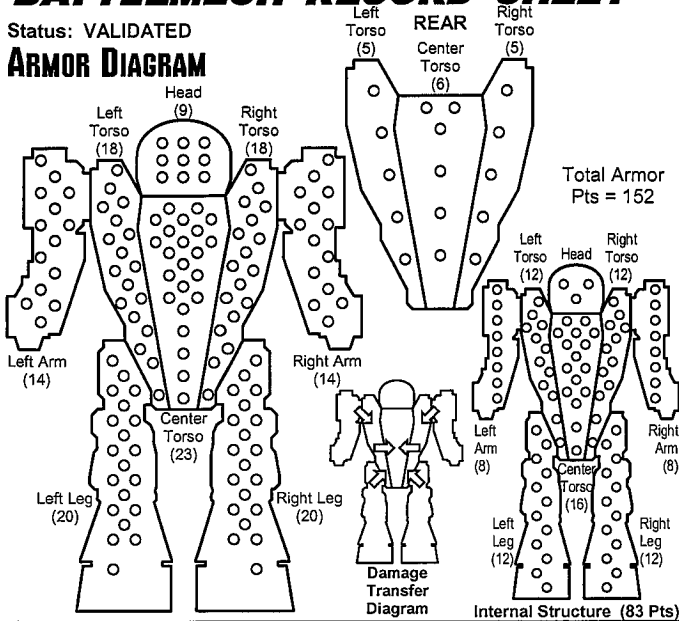 BATTLEMECH RECORD SHEET
Status: VALIDATED
ARMOR DIAGRAM
Head
(9)
Left
Torso
(18)
Right
Torso
(18)
Left
Torso
(5)
REAR
Center
Torso
(6)
Right
Torso
(5)
Total Armor
Pts = 152
Left Arm
(14)
Right Arm
(14)
Center
Torso
(23)
Left Leg
(20)
Right Leg
(20)
Damage
Transfer
Diagram
Left
Torso
(12)
Head
Right
Torso
(12)
Left
Arm
(8)
Right
Arm
(8)
Center
Torso
(16)
Left
Leg
(12)
Right
Leg
(12)
Internal Structure (83 Pts)